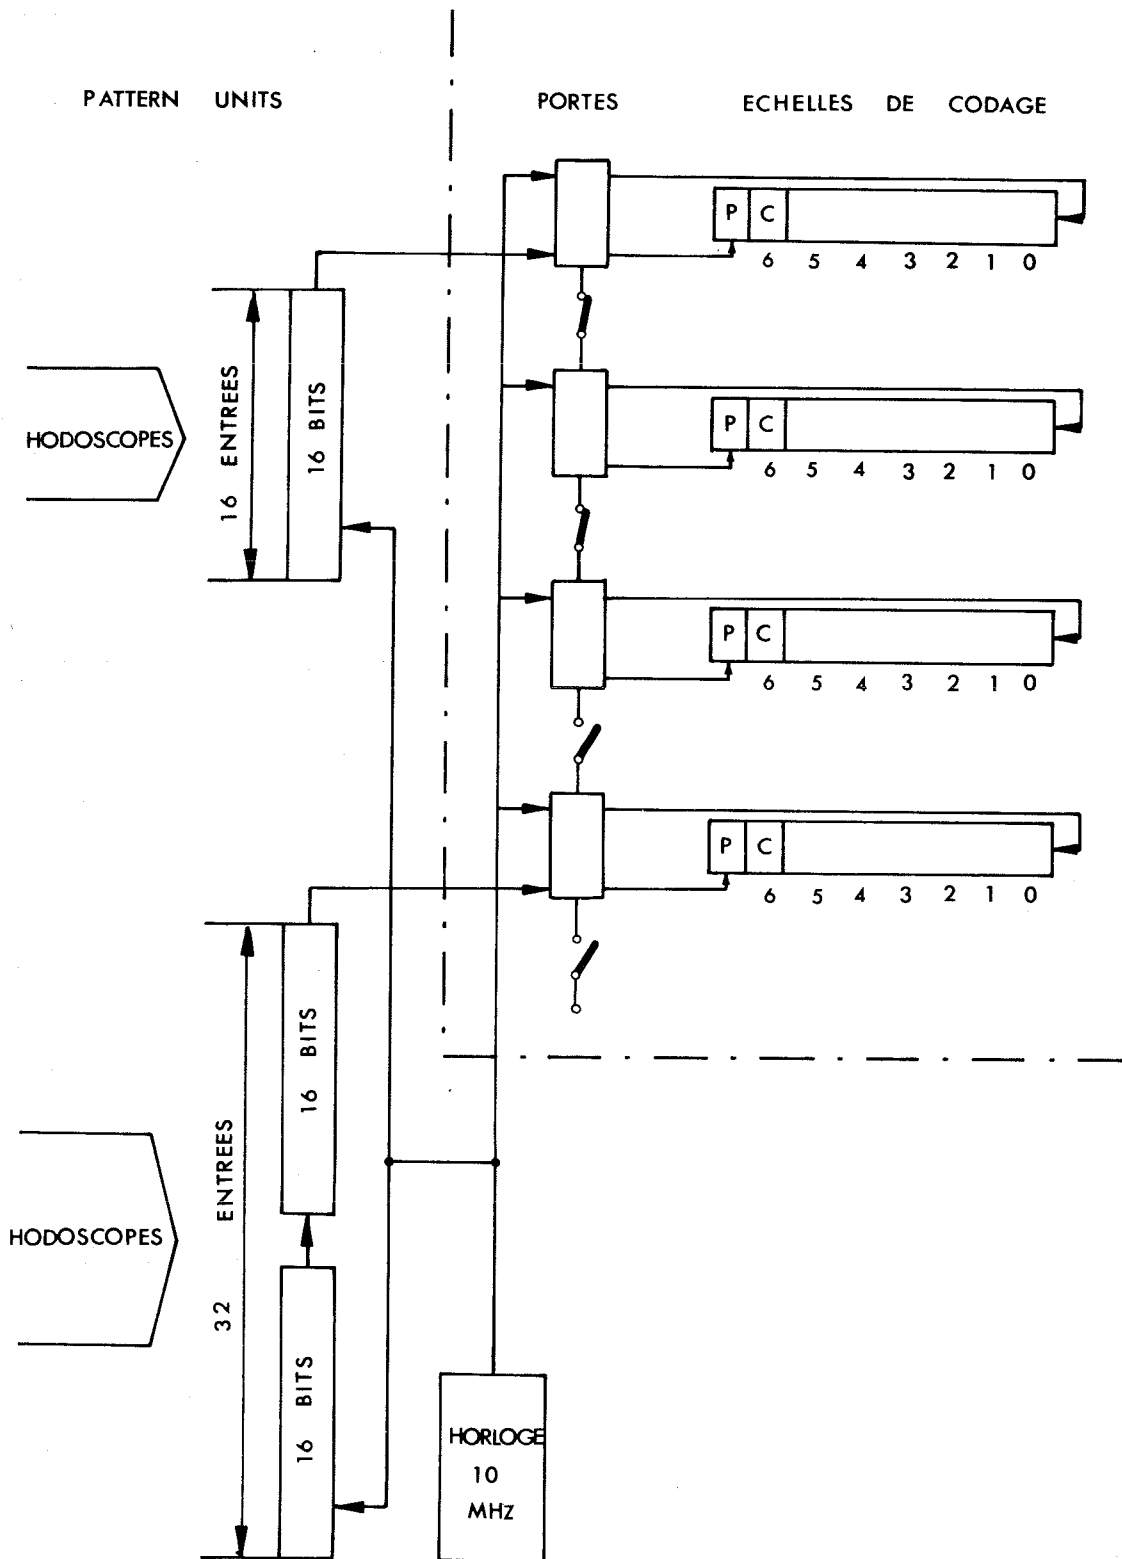 PATTERN UNITS
PORTES
ECHELLES DE CODAGE
P C
6 5 4 3 2 1 0
HODOSCOPES
16 ENTREES
16 BITS
P C
6 5 4 3 2 1 0
P C
6 5 4 3 2 1 0
P C
6 5 4 3 2 1 0
HODOSCOPES
32 ENTREES
16 BITS
16 BITS
HORLOGE
10
MHz